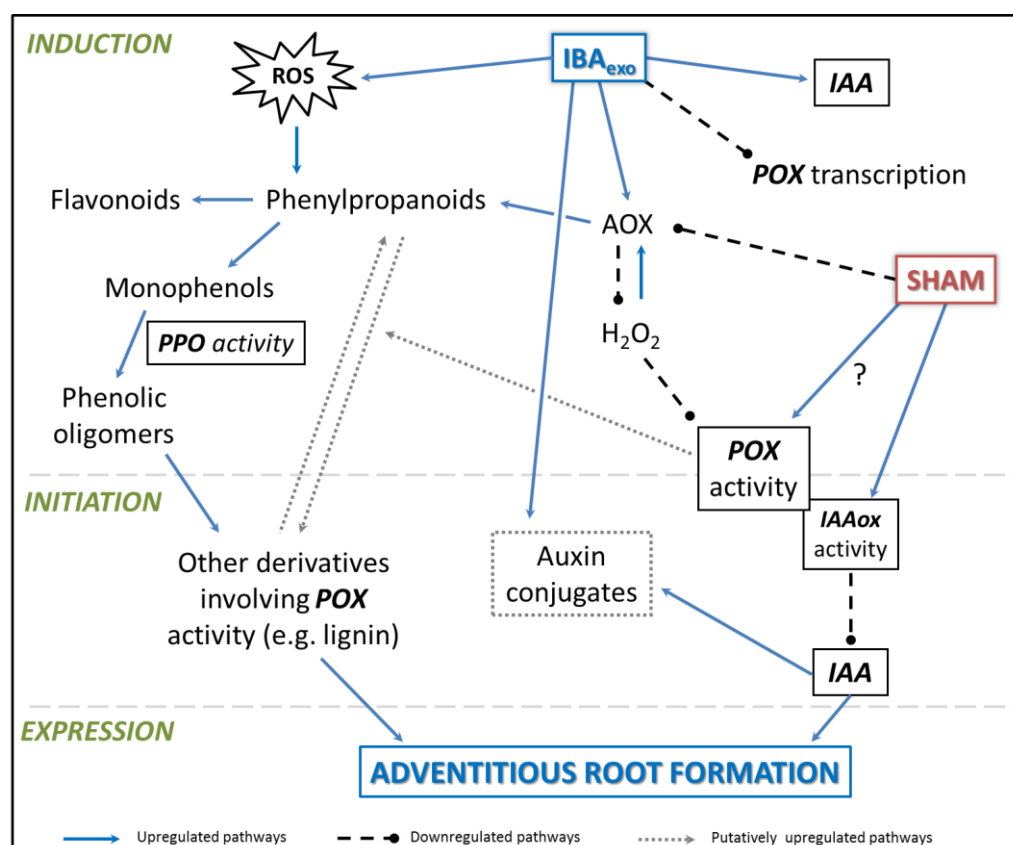 INDUCTION
ROS
IBAexo
IAA
POX transcription
Flavonoids
Phenylpropanoids
AOX
SHAM
Monophenols
H2O2
PPO activity
?
Phenolic
oligomers
POX
activity
INITIATION
IAAox
activity
Other derivatives
involving POX
activity (e.g. lignin)
Auxin
conjugates
IAA
EXPRESSION
ADVENTITIOUS ROOT FORMATION
Upregulated pathways
Downregulated pathways
Putatively upregulated pathways